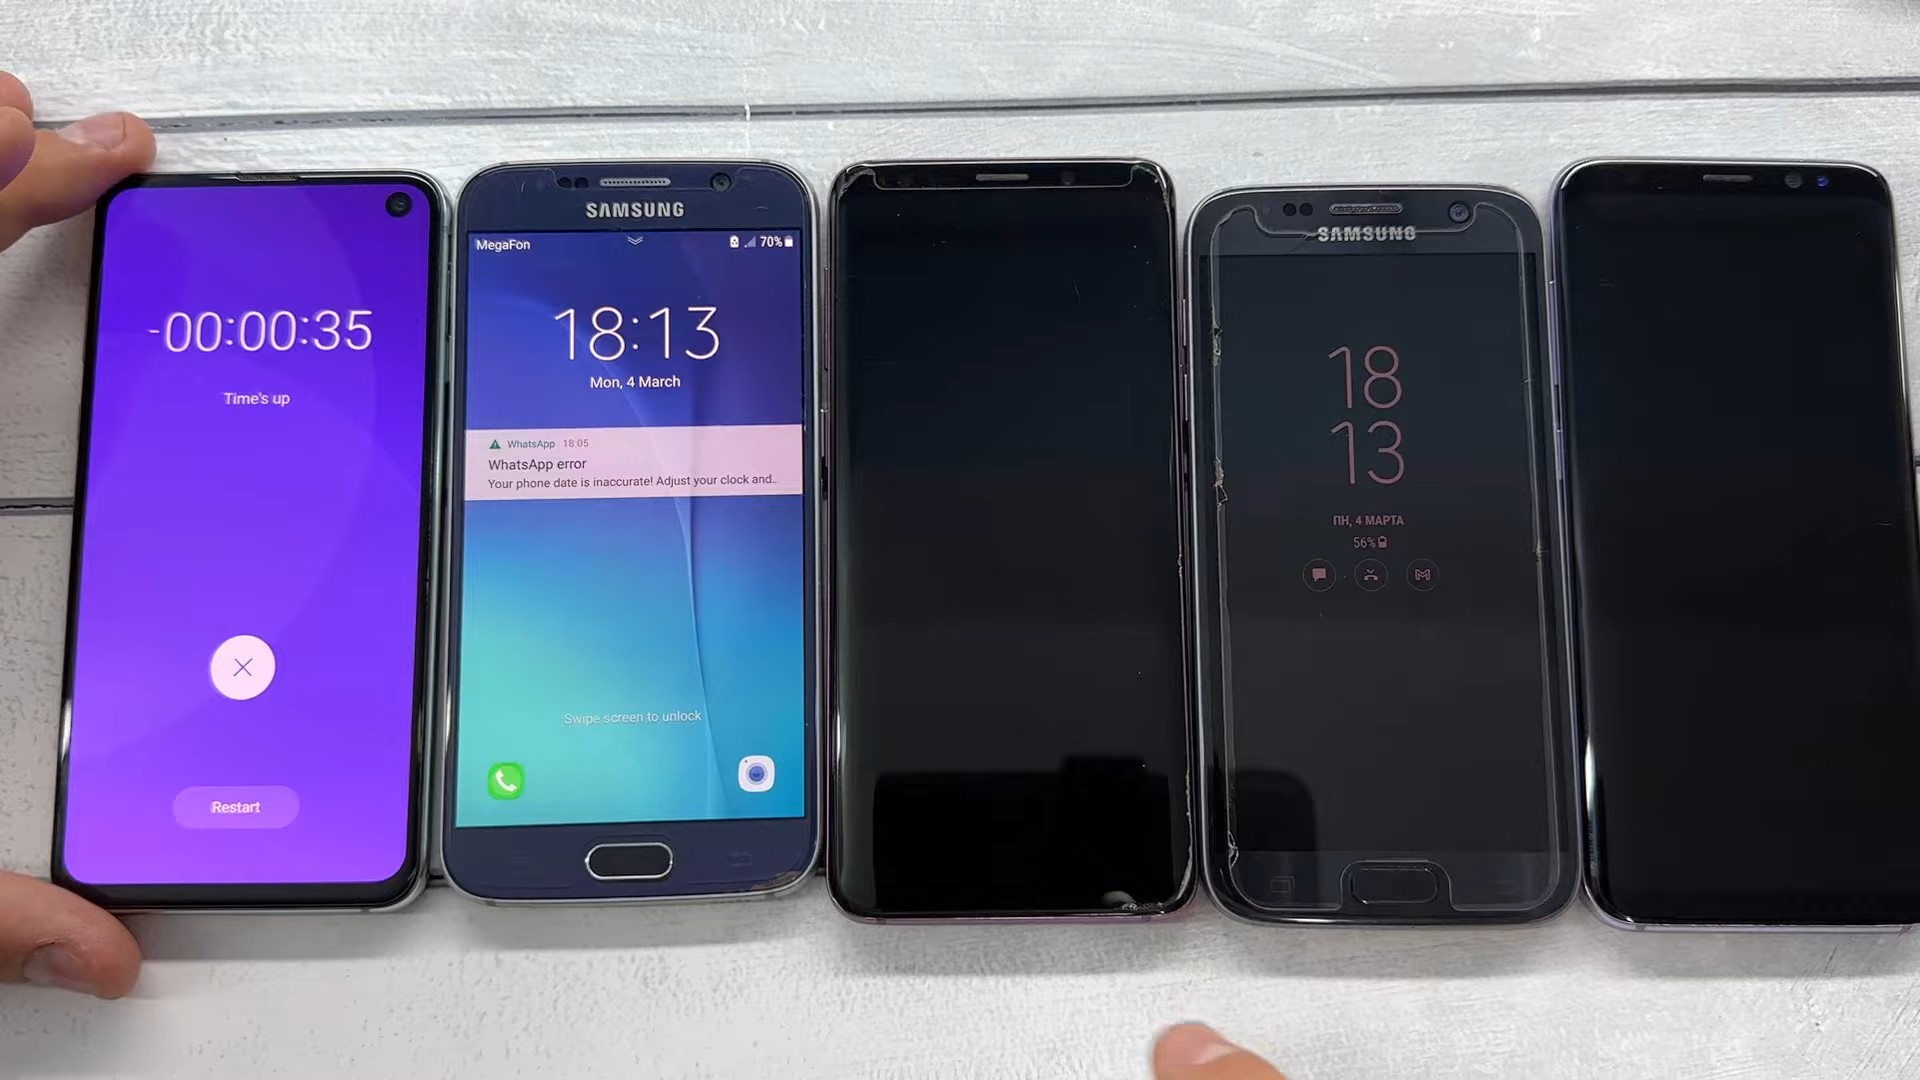 -00:00:35
Time's up
Restart
SAMSUNG
MegaFon
70%
18:13
Mon, 4 March
WhatsApp 18:05
WhatsApp error
Your phone date is inaccurate! Adjust your clock and..
Swipe screen to unlock
SAMSUNG
18
13
ПН, 4 МАРТА
56%